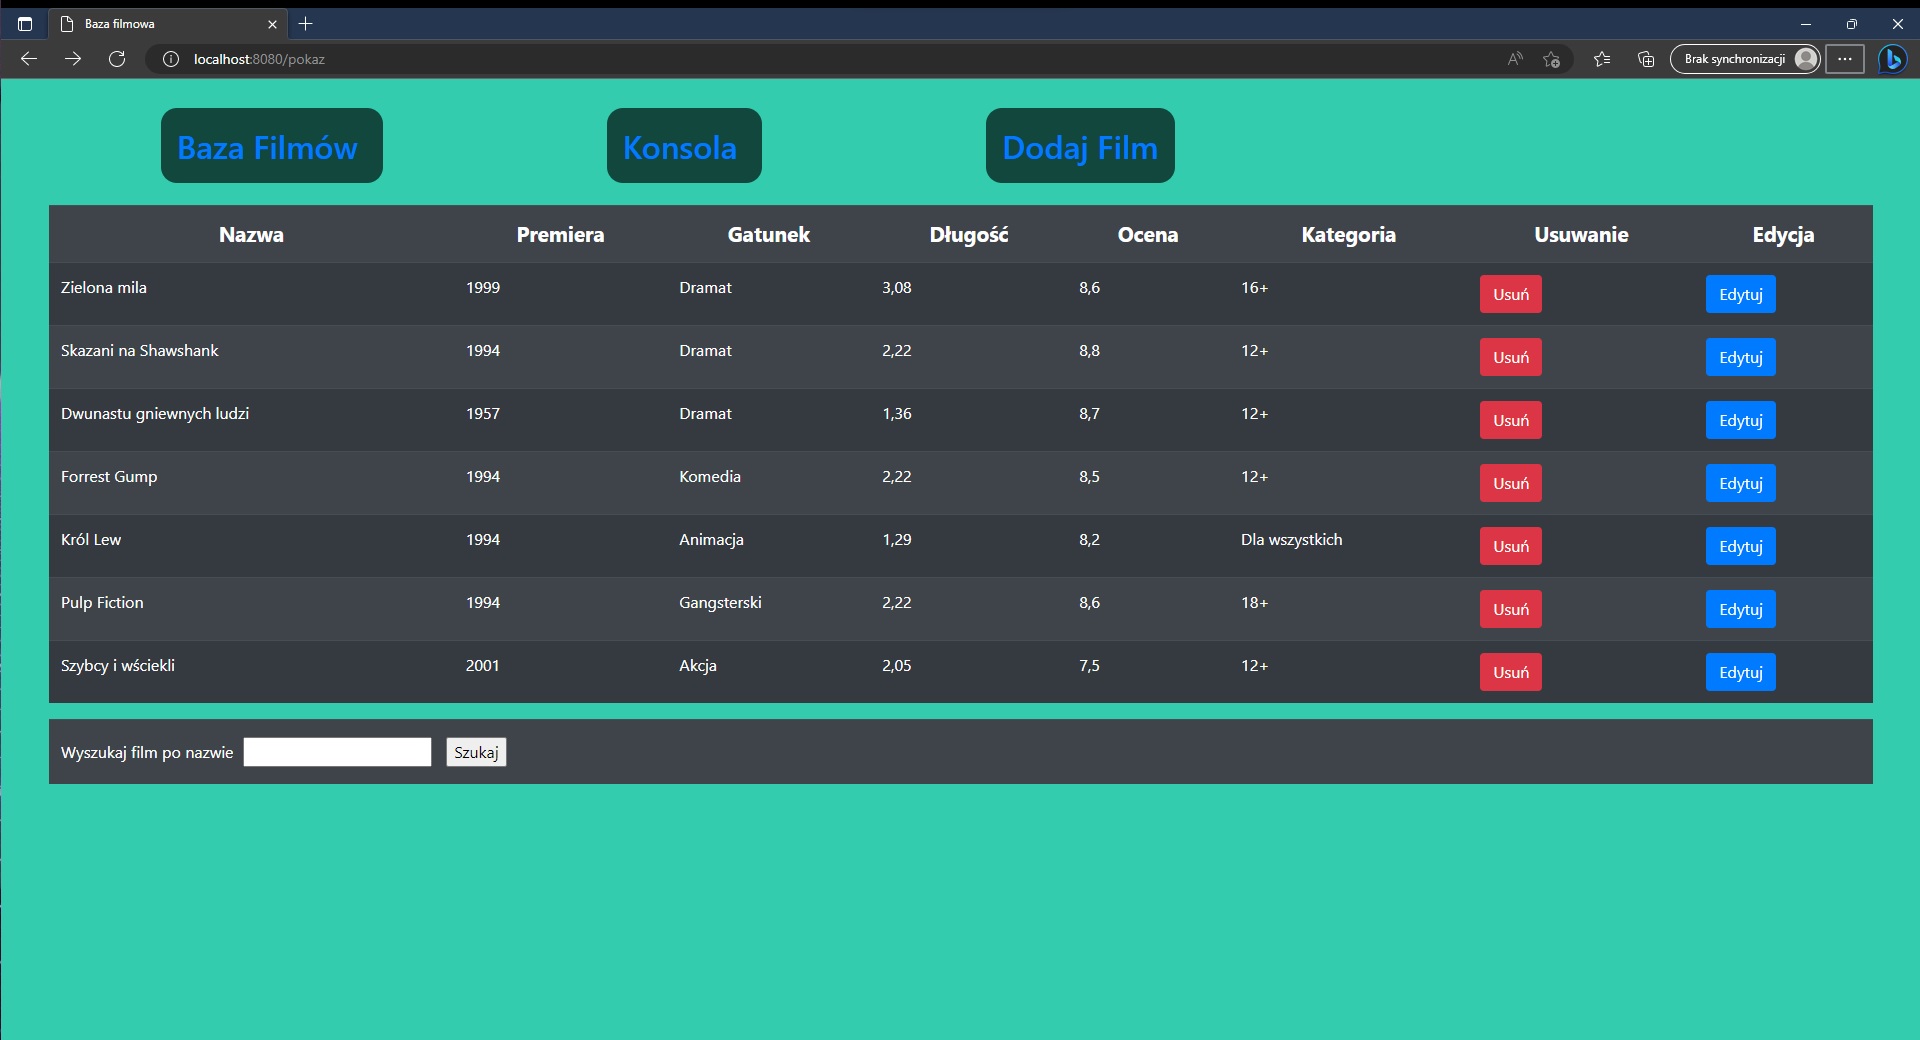 Baza filmowa
localhost:8080/pokaz
Brak synchronizacji
Baza Filmów Konsola Dodaj Film
Nazwa Premiera Gatunek Długość Ocena Kategoria Usuwanie Edycja
Zielona mila 1999 Dramat 3,08 8,6 16+ Usuń Edytuj
Skazani na Shawshank 1994 Dramat 2,22 8,8 12+ Usuń Edytuj
Dwunastu gniewnych ludzi 1957 Dramat 1,36 8,7 12+ Usuń Edytuj
Forrest Gump 1994 Komedia 2,22 8,5 12+ Usuń Edytuj
Król Lew 1994 Animacja 1,29 8,2 Dla wszystkich Usuń Edytuj
Pulp Fiction 1994 Gangsterski 2,22 8,6 18+ Usuń Edytuj
Szybcy i wściekli 2001 Akcja 2,05 7,5 12+ Usuń Edytuj
Wyszukaj film po nazwie Szukaj